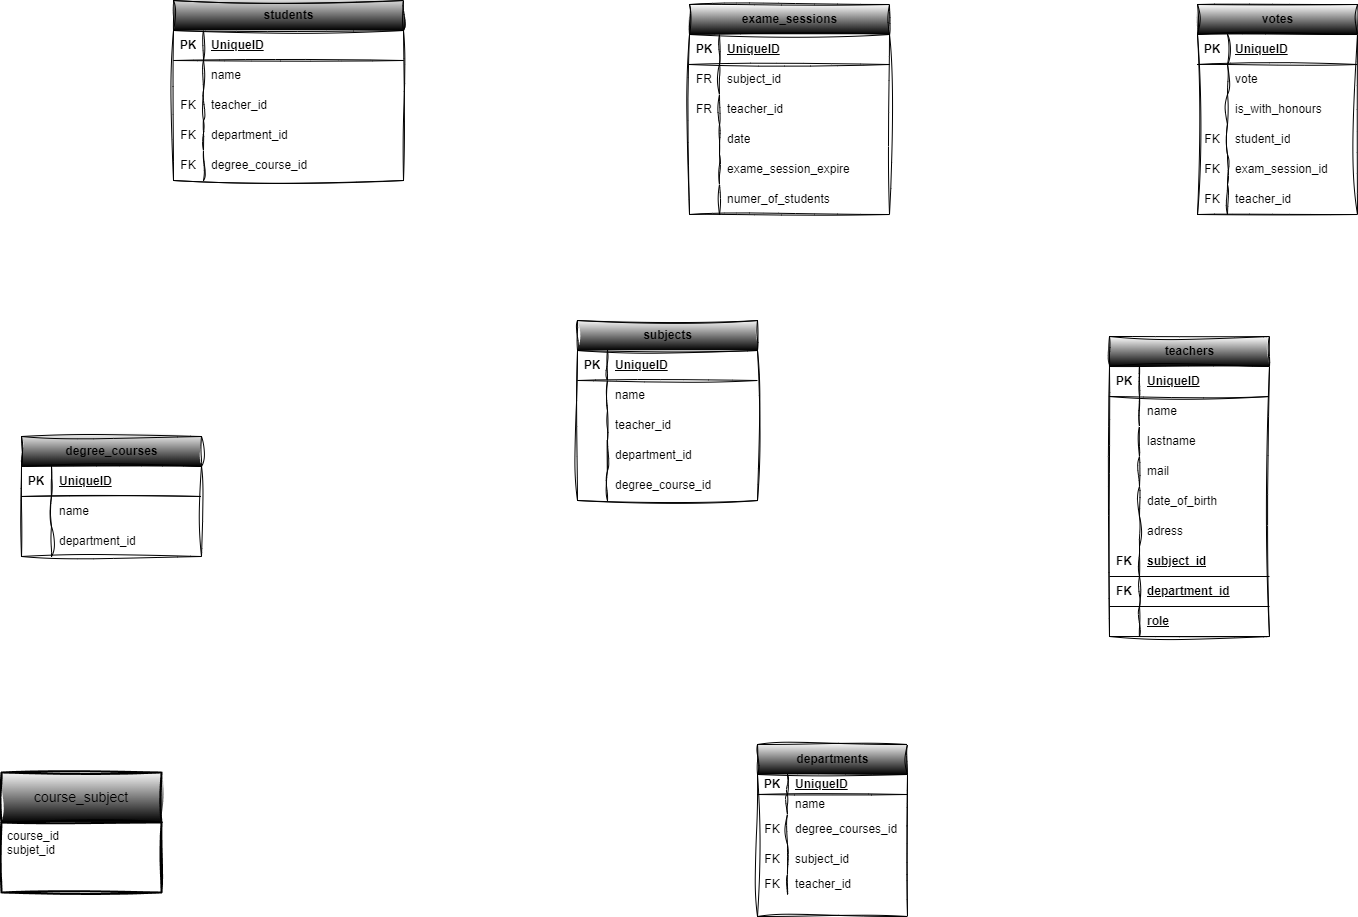 students
PK UniqueID
name
FK teacher_id
FK department_id
FK degree_course_id
exame_sessions
PK UniqueID
FR subject_id
FR teacher_id
date
exame_session_expire
numer_of_students
votes
PK UniqueID
vote
is_with_honours
FK student_id
FK exam_session_id
FK teacher_id
subjects
PK UniqueID
name
teacher_id
department_id
degree_course_id
teachers
PK UniqueID
name
lastname
mail
date_of_birth
adress
FK subject_id
FK department_id
role
degree_courses
PK UniqueID
name
department_id
course_subject
course_id
subjet_id
departments
PK UniqueID
name
FK degree_courses_id
FK subject_id
FK teacher_id